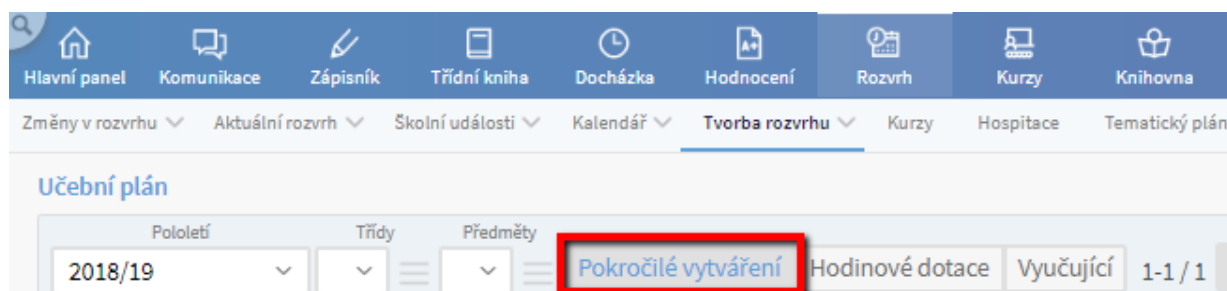 Hlavní panel Komunikace Zápisník Třídní kniha Docházka Hodnocení Rozvrh Kurzy Knihovna
Změny v rozvrhu Aktuální rozvrh Školní události Kalendář Tvorba rozvrhu Kurzy Hospitace Tematický plán
Učební plán
Pololetí Třídy Předměty
2018/19 Pokročilé vytváření Hodinové dotace Vyučující 1-1 / 1